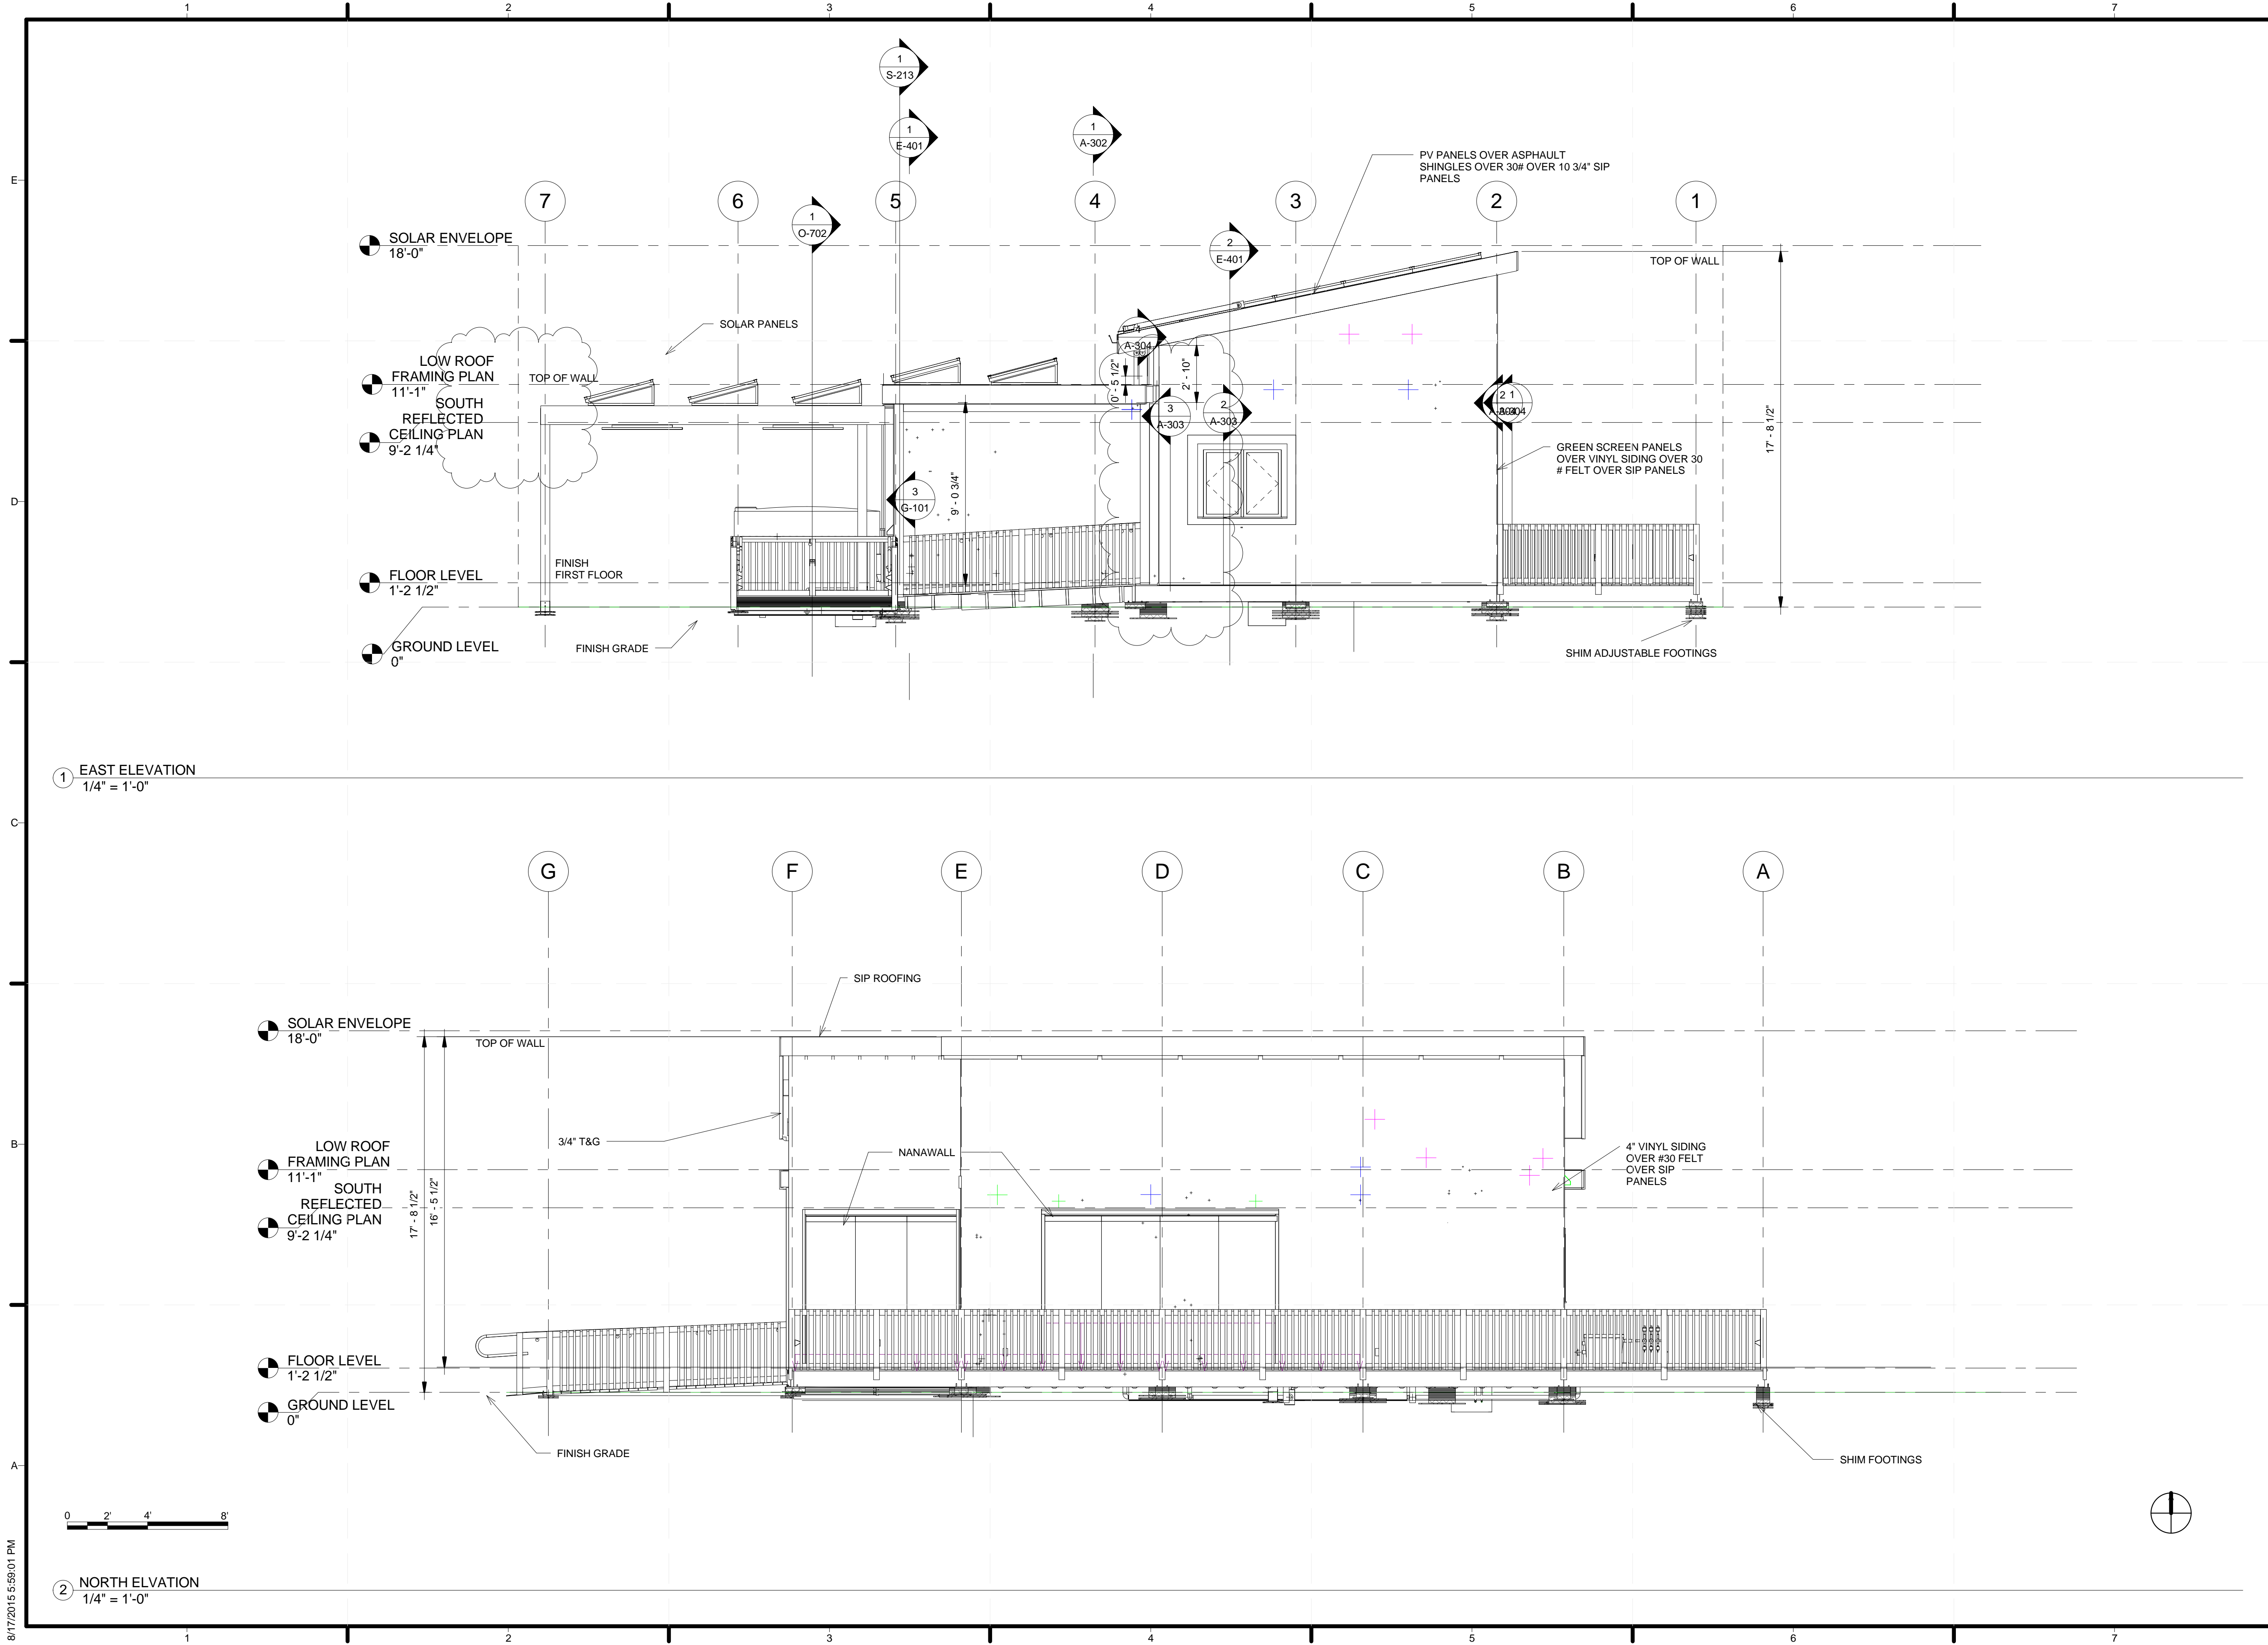 1 2 3 4 5 6 7
1
S-213
1
E-401
1
A-302
PV PANELS OVER ASPHAULT
SHINGLES OVER 30# OVER 10 3/4" SIP
PANELS
E
7 6 5 4 3 2 1
1
O-702
2
E-401
SOLAR ENVELOPE
18'-0"
TOP OF WALL
SOLAR PANELS
A-304
LOW ROOF
FRAMING PLAN
11'-1"
TOP OF WALL
SOUTH
REFLECTED
CEILING PLAN
9'-2 1/4"
0' - 5 1/2"
2' - 10"
3
A-303
2
A-303
2 1
17' - 8 1/2"
GREEN SCREEN PANELS
OVER VINYL SIDING OVER 30
# FELT OVER SIP PANELS
D
3
G-101
9' - 0 3/4"
FLOOR LEVEL
1'-2 1/2"
FINISH
FIRST FLOOR
GROUND LEVEL
0"
FINISH GRADE
SHIM ADJUSTABLE FOOTINGS
1 EAST ELEVATION
1/4" = 1'-0"
C
G F E D C B A
SIP ROOFING
SOLAR ENVELOPE
18'-0"
TOP OF WALL
3/4" T&G
NANAWALL
4" VINYL SIDING
OVER #30 FELT
OVER SIP
PANELS
B
LOW ROOF
FRAMING PLAN
11'-1"
SOUTH
REFLECTED
CEILING PLAN
9'-2 1/4"
17' - 8 1/2"
16' - 5 1/2"
FLOOR LEVEL
1'-2 1/2"
GROUND LEVEL
0"
FINISH GRADE
SHIM FOOTINGS
A
0 2' 4' 8'
2 NORTH ELVATION
1/4" = 1'-0"
8/17/2015 5:59:01 PM
1 2 3 4 5 6 7